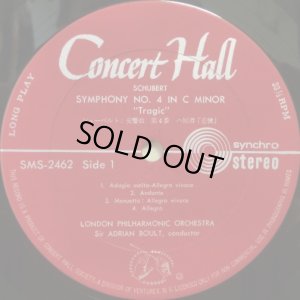 Concert Hall
LONG PLAY
33⅓ RPM
SCHUBERT
SYMPHONY NO. 4 IN C MINOR
"Tragic"
SOLD OUT
synchro
stereo
SMS-2462 Side 1
1. Adagio molto-Allegro vivace
2. Andante
3. Menuetto: Allegro vivace
4. Allegro
LONDON PHILHARMONIC ORCHESTRA
Sir ADRIAN BOULT, conductor